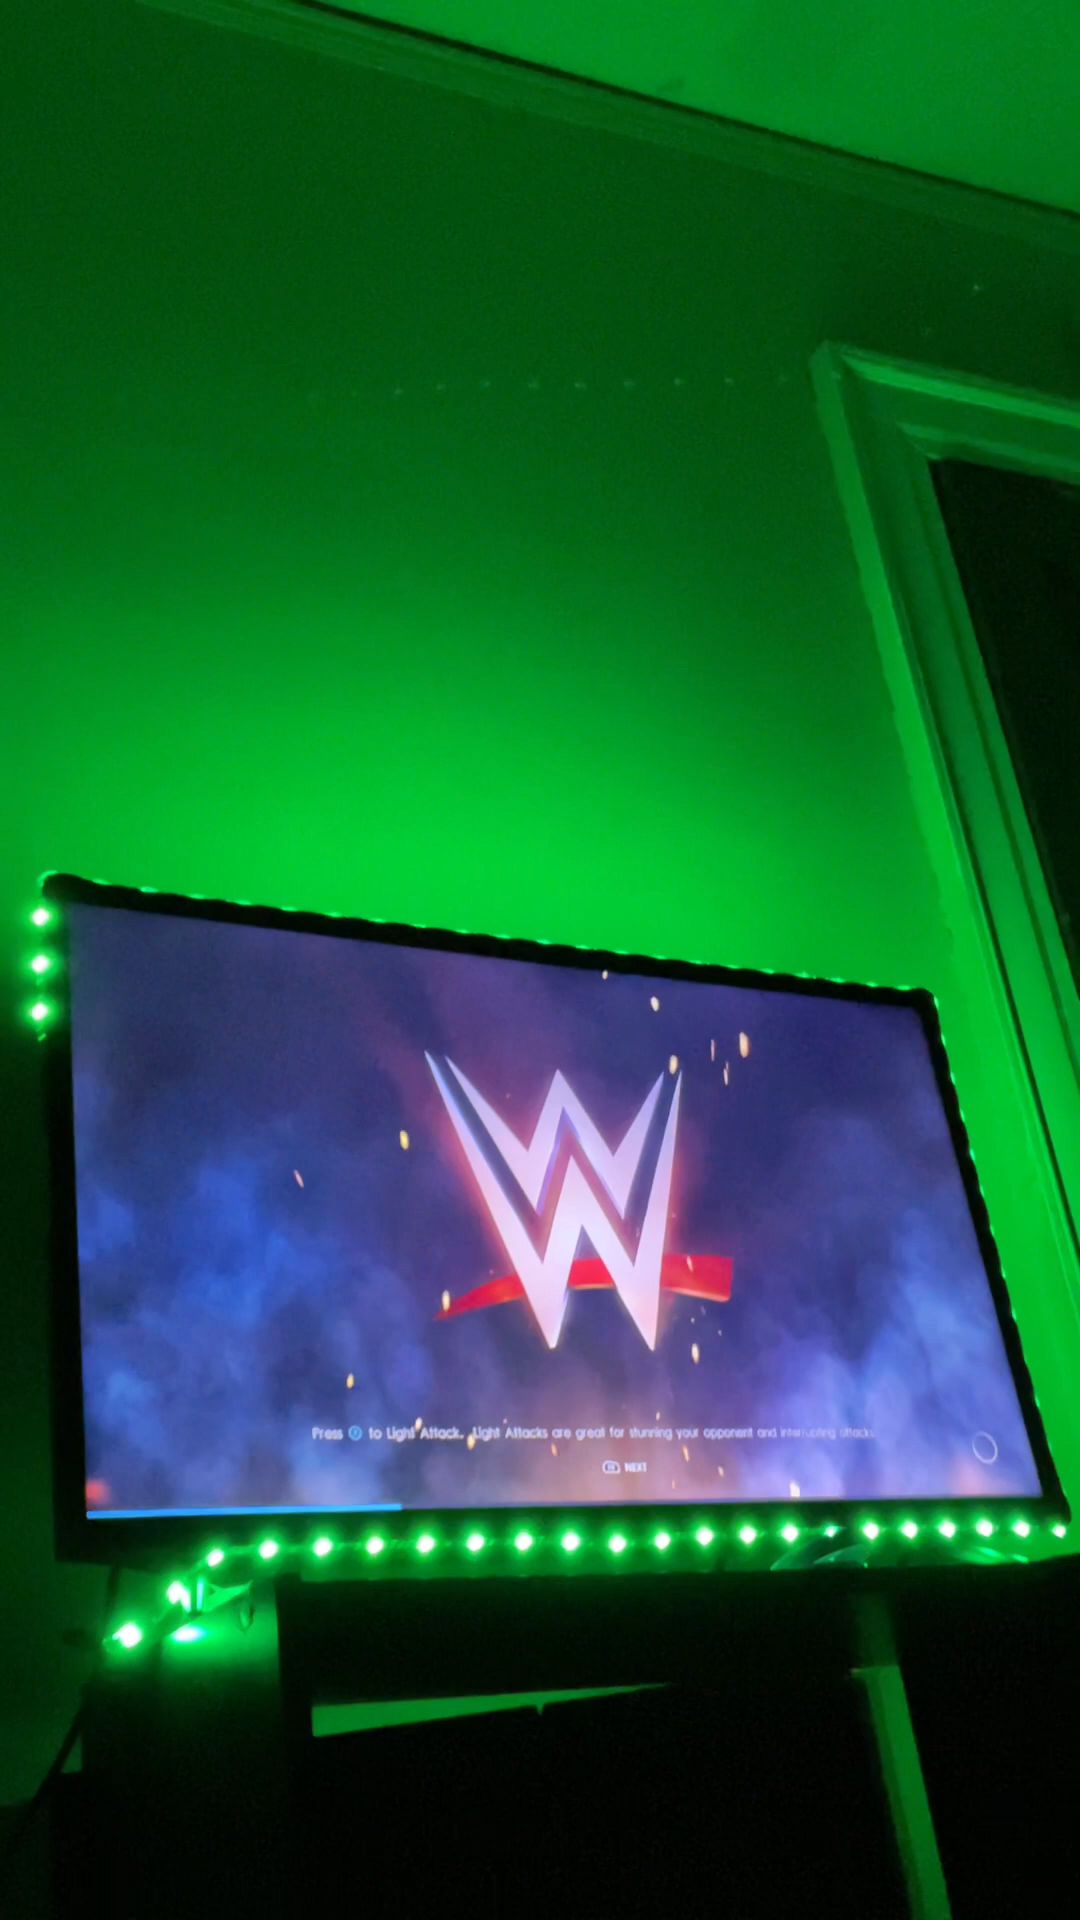 W
Press Ⓧ to Light Attack. Light Attacks are great for stunning your opponent and interrupting attacks.
NEXT